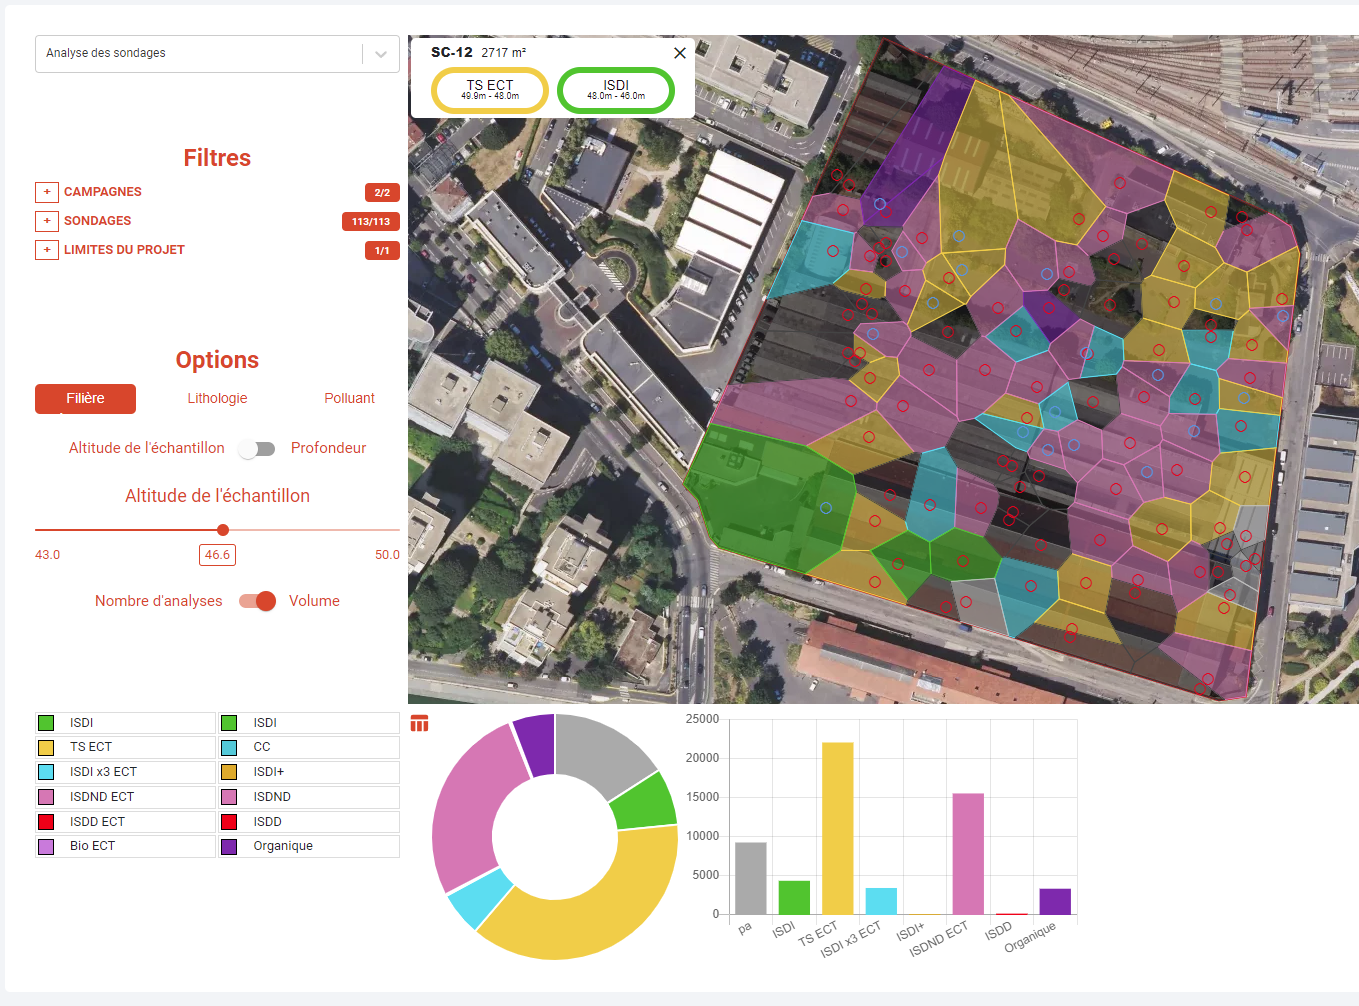 Analyse des sondages
SC-12 2717 m²
TS ECT
49.9m - 48.0m
ISDI
48.0m - 46.0m
Filtres
+ CAMPAGNES 2/2
+ SONDAGES 113/113
+ LIMITES DU PROJET 1/1
Options
Filière Lithologie Polluant
Altitude de l'échantillon Profondeur
Altitude de l'échantillon
43.0 46.6 50.0
Nombre d'analyses Volume
ISDI ISDI
TS ECT CC
ISDI x3 ECT ISDI+
ISDND ECT ISDND
ISDD ECT ISDD
Bio ECT Organique
25000
20000
15000
10000
5000
0
pa ISDI TS ECT ISDI x3 ECT ISDI+ ISDND ECT ISDD Organique